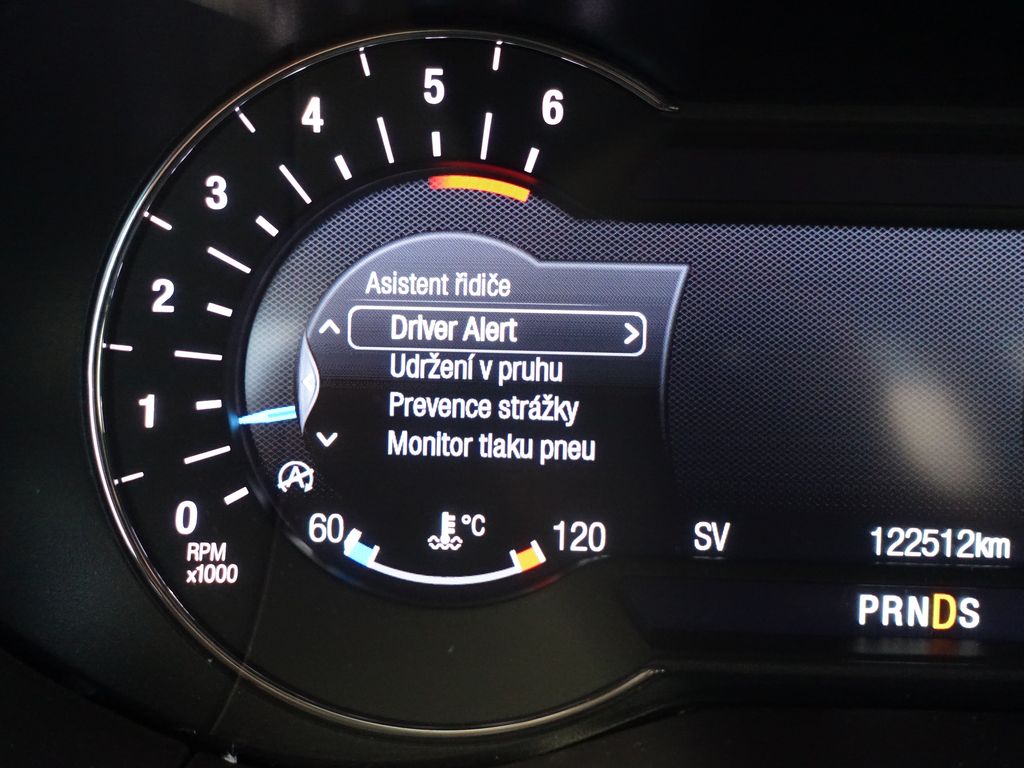 6
5
4
3
2
1
0
RPM
x1000
Asistent řidiče
Driver Alert
Udržení v pruhu
Prevence strážky
Monitor tlaku pneu
A
60 °C 120
SV 122512km
PRNDS